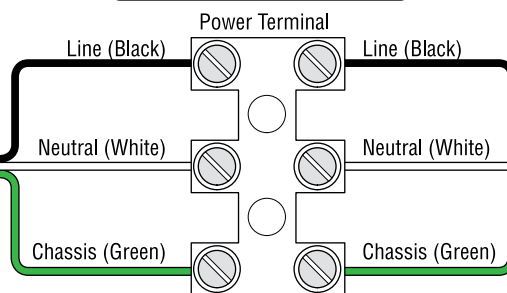 Power Terminal
Line (Black)
Line (Black)
Neutral (White)
Neutral (White)
Chassis (Green)
Chassis (Green)